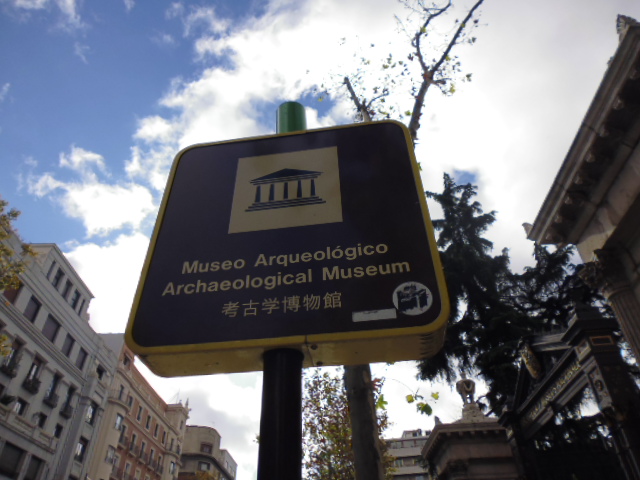 Museo Arqueológico
Archaeological Museum
考古学博物館